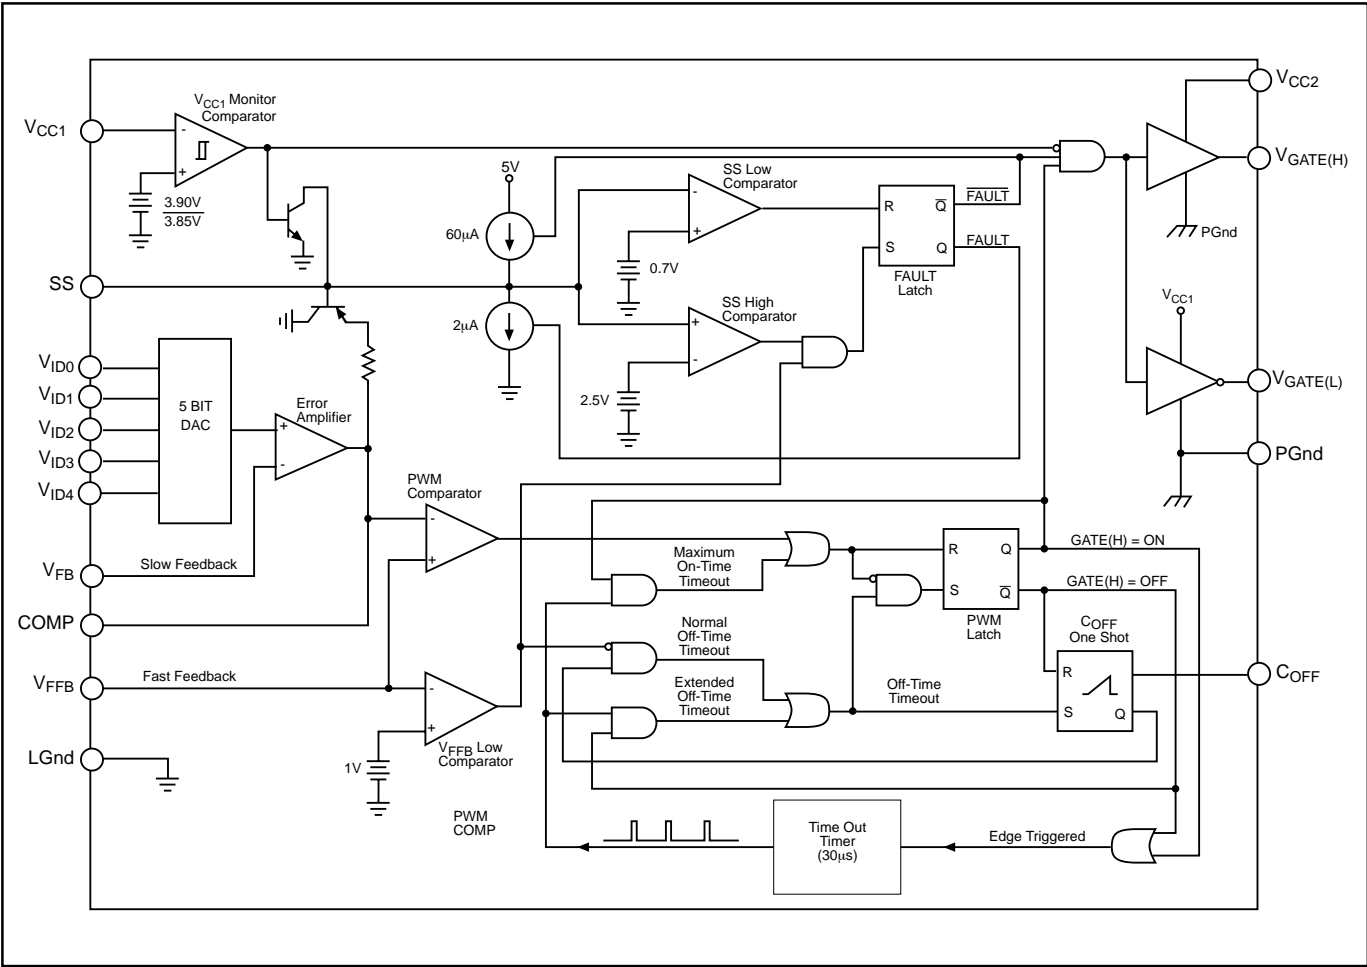 VCC1 Monitor
Comparator
VCC1
-
+
3.90V
3.85V
5V
60μA
SS Low
Comparator
-
+
0.7V
R
Q̅
S
Q
F̅A̅U̅L̅T̅
FAULT
FAULT
Latch
VCC2
VGATE(H)
PGnd
SS
2μA
SS High
Comparator
+
-
2.5V
VCC1
VGATE(L)
PGnd
VID0
VID1
VID2
VID3
VID4
5 BIT
DAC
Error
Amplifier
+
-
PWM
Comparator
-
+
VFB
Slow Feedback
COMP
VFFB
Fast Feedback
LGnd
Maximum
On-Time
Timeout
Normal
Off-Time
Timeout
Extended
Off-Time
Timeout
R
Q
S
Q̅
PWM
Latch
GATE(H) = ON
GATE(H) = OFF
COFF
One Shot
R
S
Q
COFF
Off-Time
Timeout
-
+
1V
VFFB Low
Comparator
PWM
COMP
Time Out
Timer
(30μs)
Edge Triggered